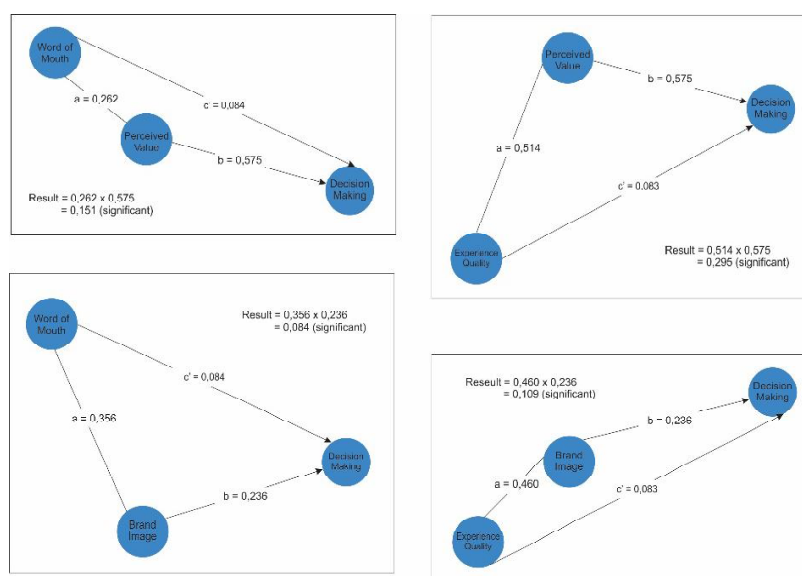 Word of
Mouth
a = 0,262
c' = 0,084
Perceived
Value
b = 0,575
Decision
Making
Result = 0,262 x 0,575
= 0,151 (significant)
Perceived
Value
b = 0,575
Decision
Making
a = 0,514
c' = 0.083
Experience
Quality
Result = 0,514 x 0,575
= 0,295 (significant)
Word of
Mouth
Result = 0,356 x 0,236
= 0,084 (significant)
c' = 0,084
a = 0,356
Decision
Making
b = 0,236
Brand
Image
Reseult = 0,460 x 0,236
= 0,109 (significant)
Decision
Making
b = 0,236
Brand
Image
a = 0,460
c' = 0,083
Experience
Quality